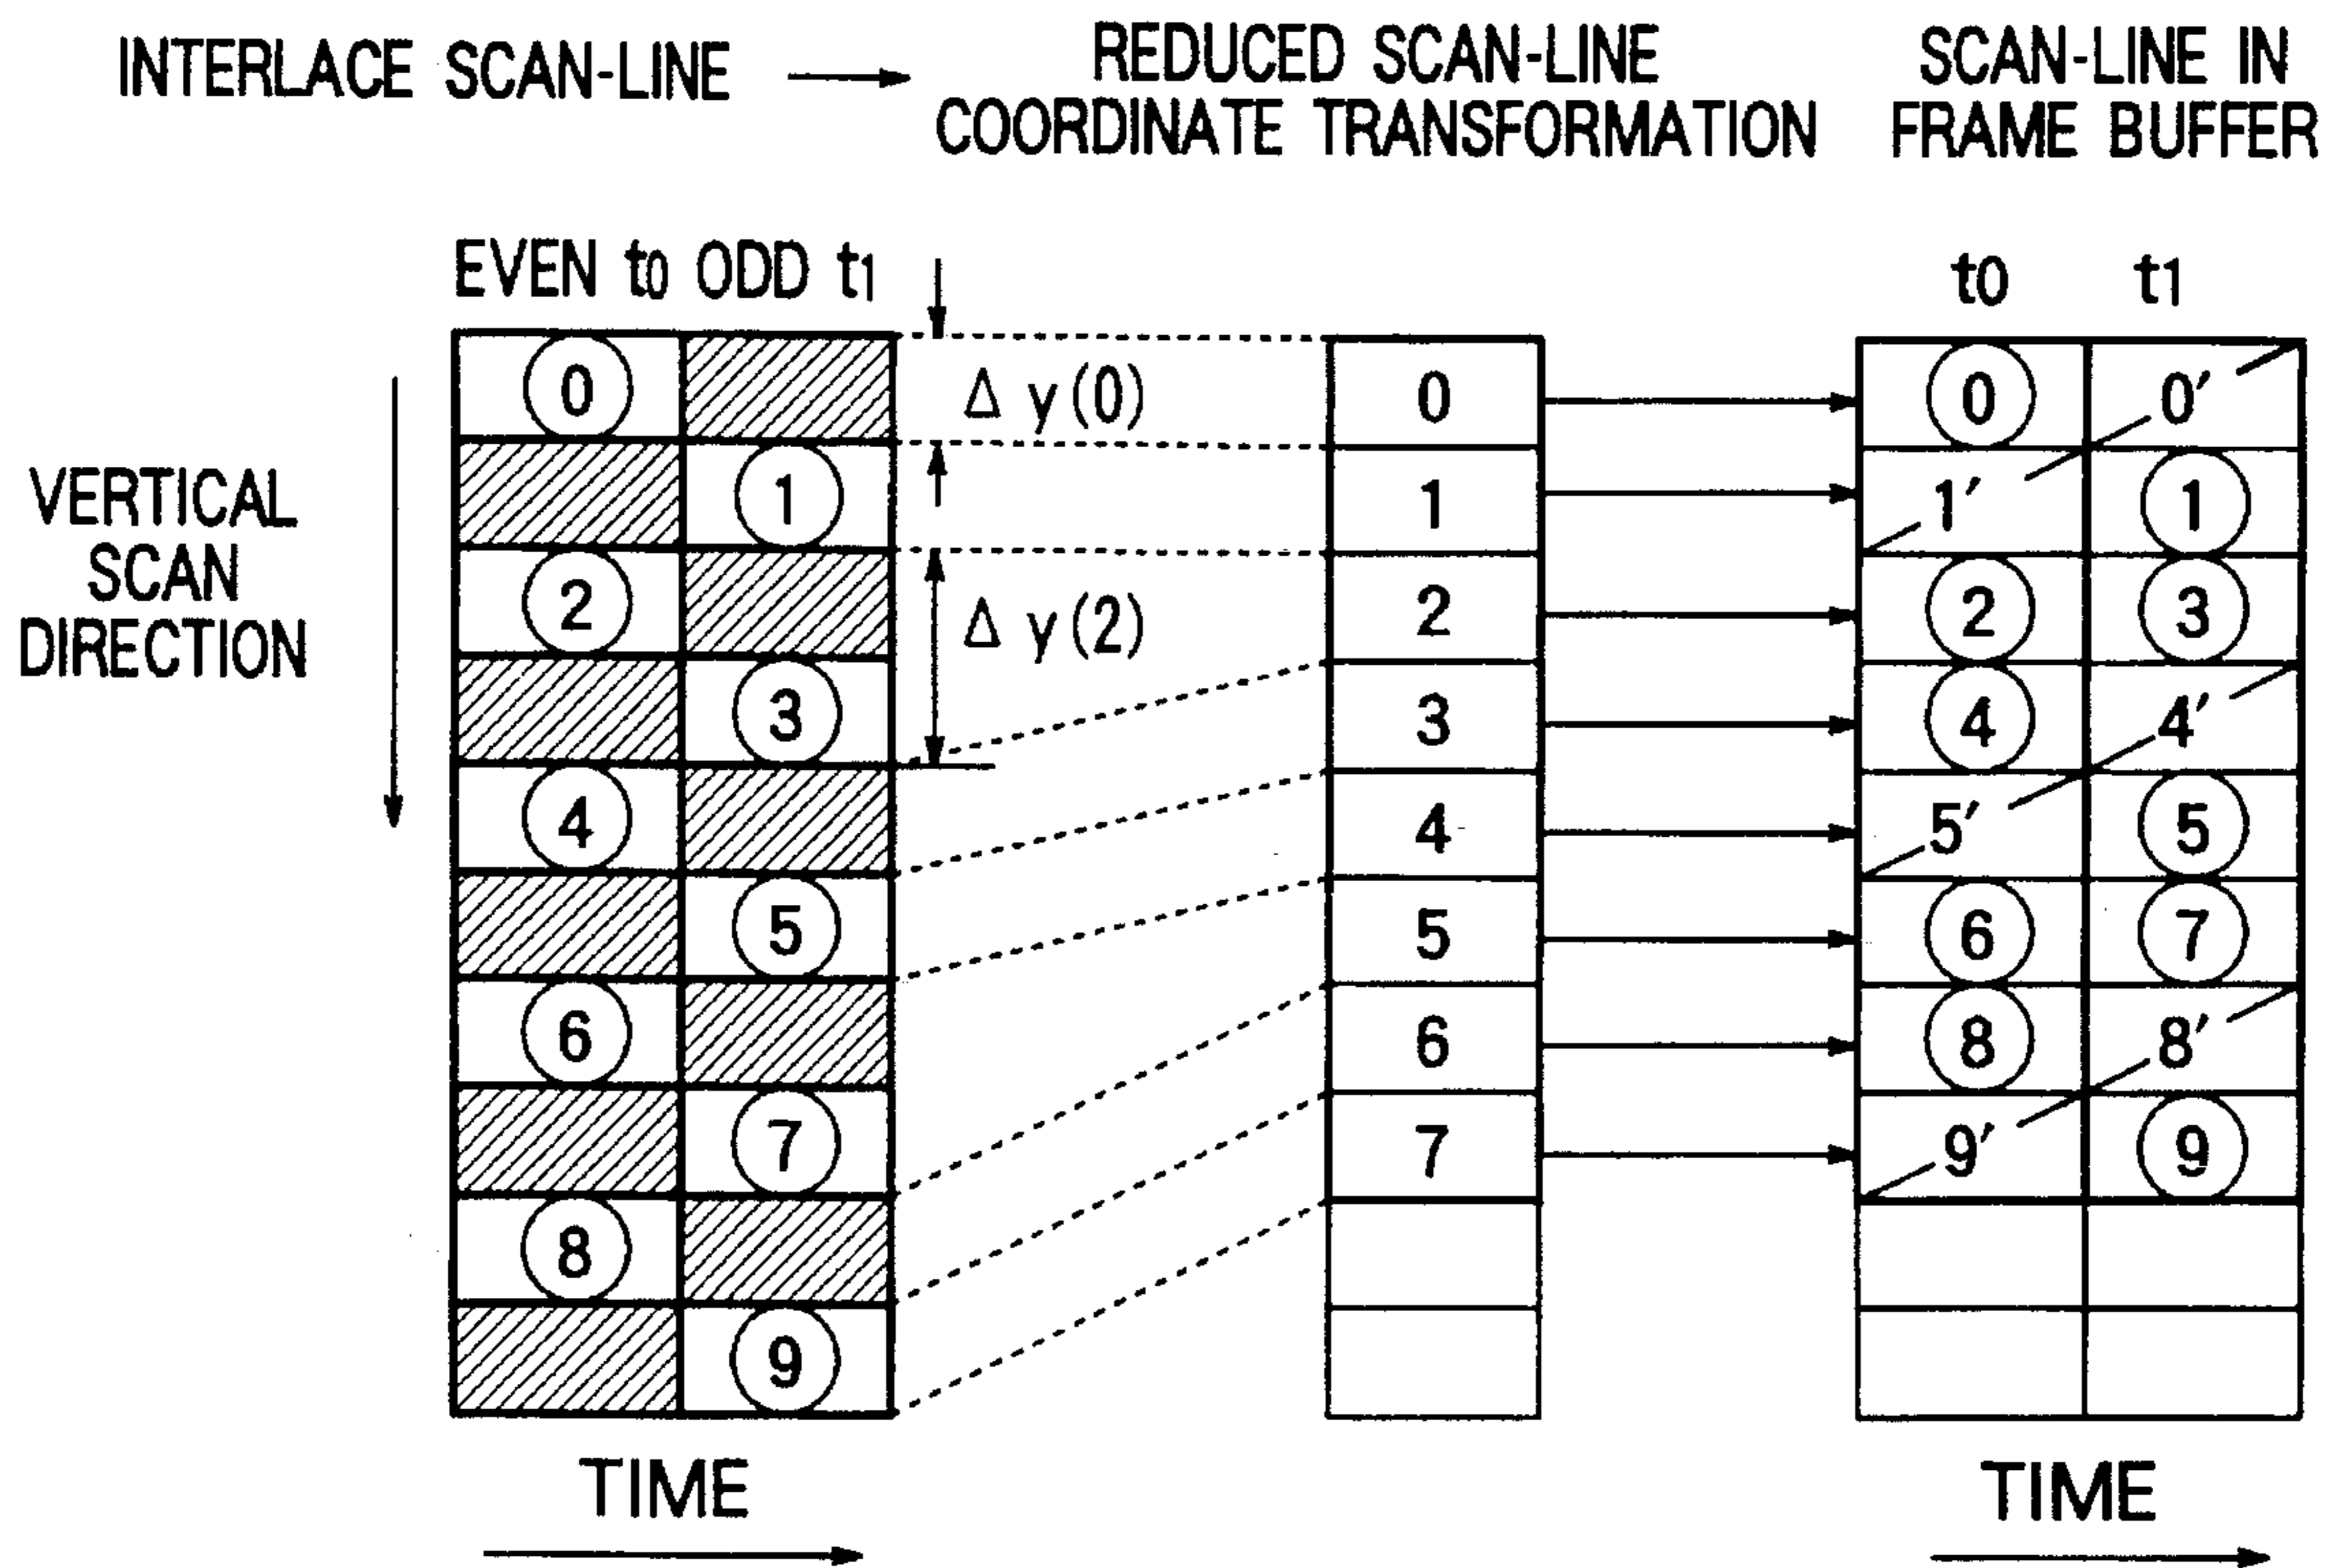 INTERLACE SCAN-LINE
REDUCED SCAN-LINE
COORDINATE TRANSFORMATION
SCAN-LINE IN
FRAME BUFFER
EVEN t0 ODD t1
t0 t1
VERTICAL
SCAN
DIRECTION
0
1
2
3
4
5
6
7
8
9
Δ y(0)
Δ y(2)
0
1
2
3
4
5
6
7
0 0′
1′ 1
2 3
4 4′
5′ 5
6 7
8 8′
9′ 9
TIME
TIME